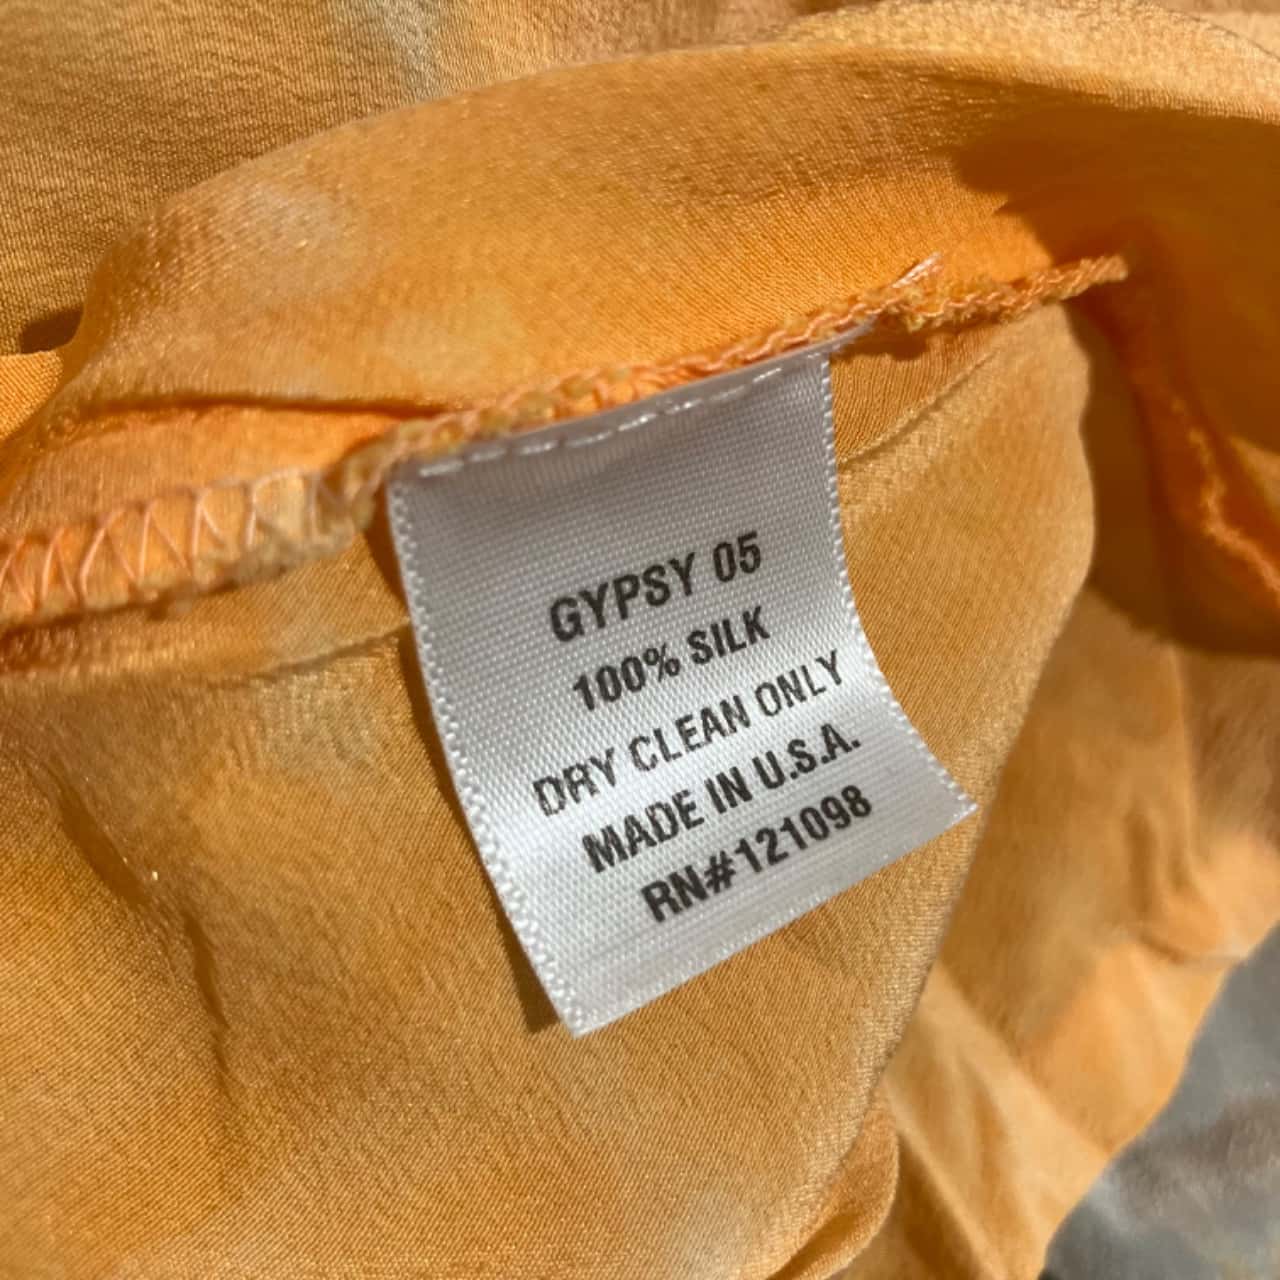 GYPSY 05
100% SILK
DRY CLEAN ONLY
MADE IN U.S.A.
RN#121098